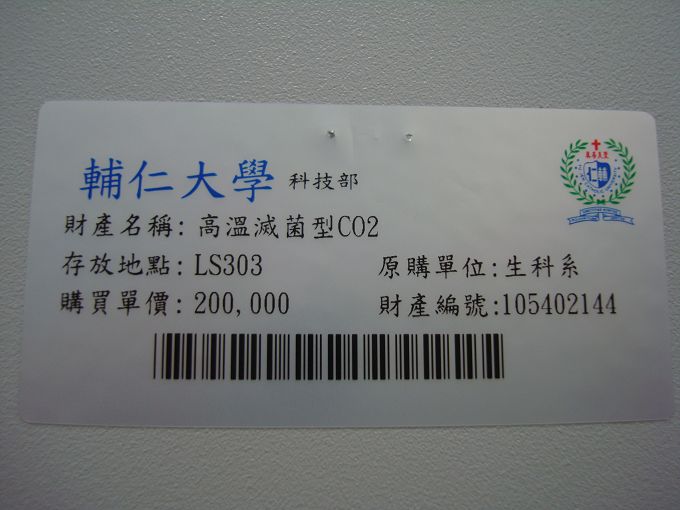 輔仁大學 科技部
財產名稱: 高溫滅菌型CO2
存放地點: LS303 原購單位:生科系
購買單價: 200,000 財產編號:105402144